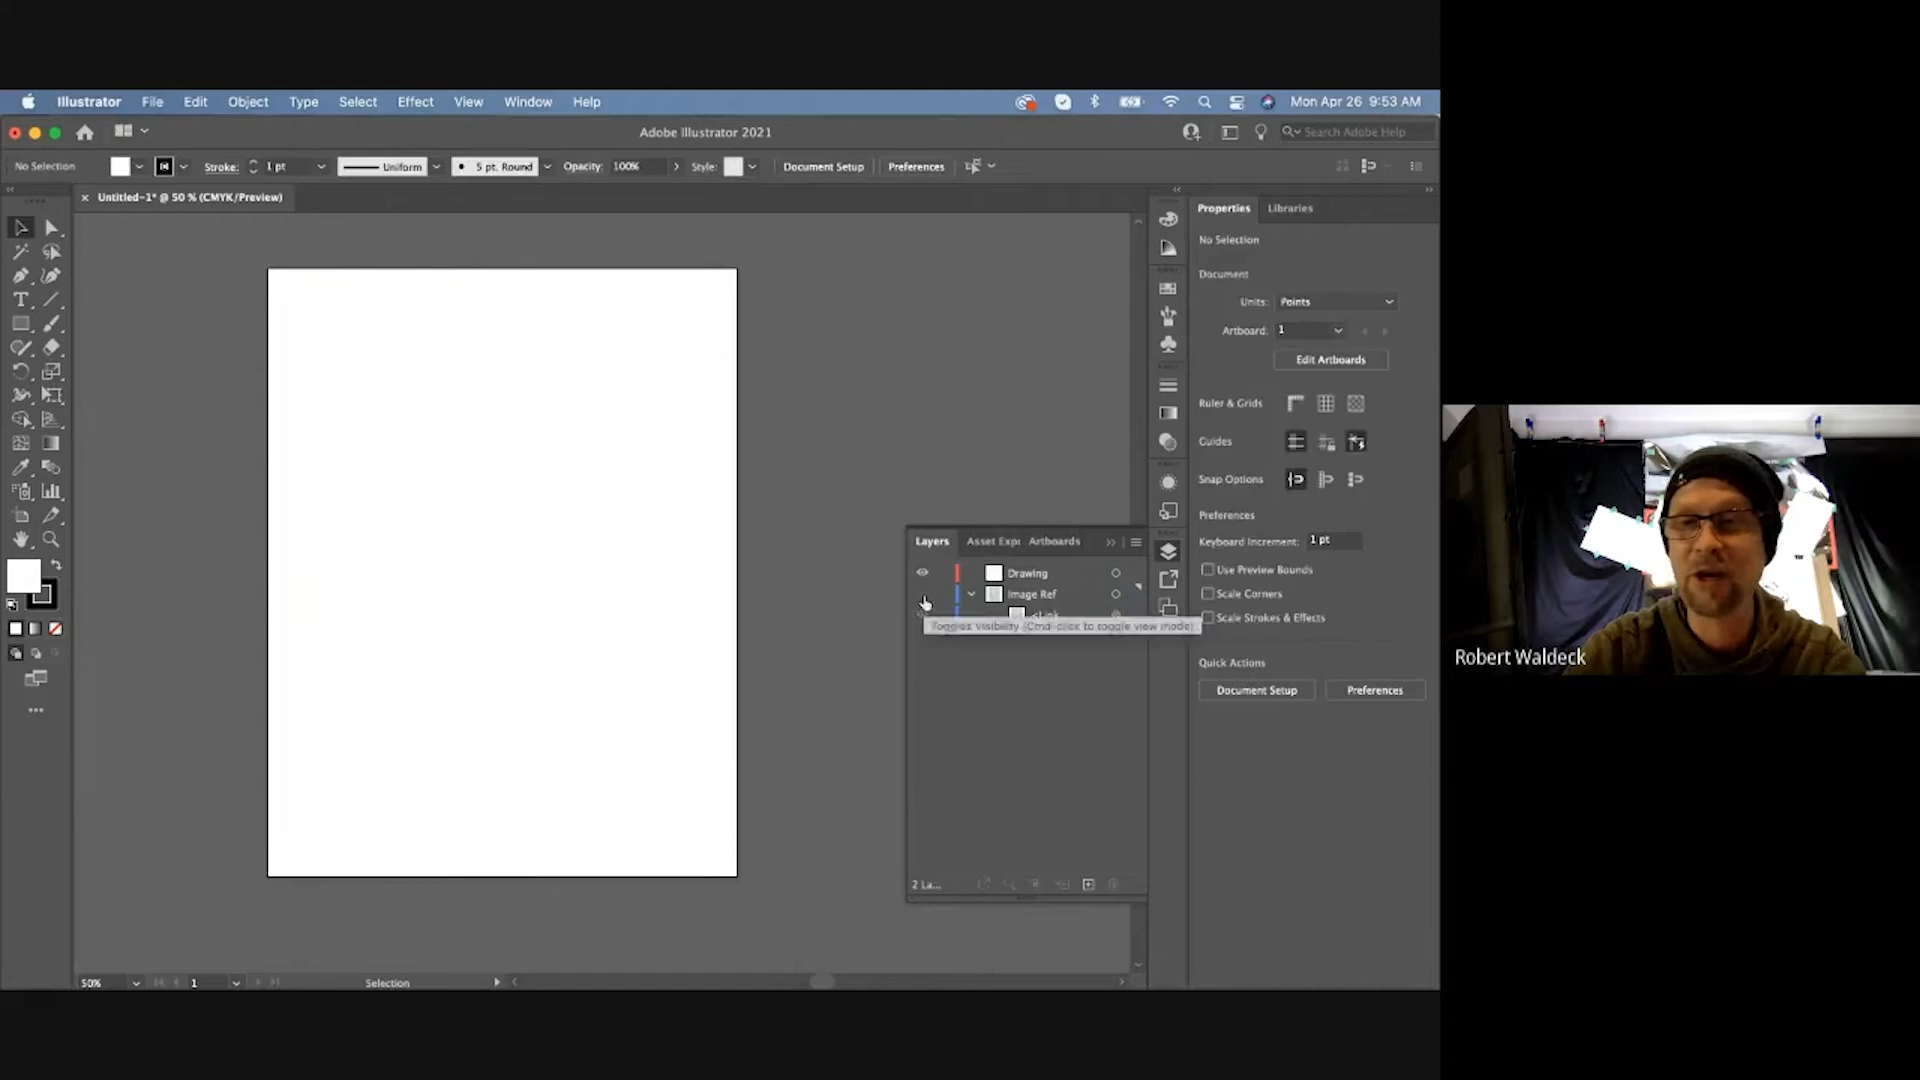 Illustrator File Edit Object Type Select Effect View Window Help Mon Apr 26 9:53 AM
Adobe Illustrator 2021 Search Adobe Help
No Selection Stroke: 1 pt Uniform 5 pt. Round Opacity: 100% Style: Document Setup Preferences
Untitled-1* @ 50 % (CMYK/Preview)
Properties Libraries
No Selection
Document
Units: Points
Artboard: 1
Edit Artboards
Ruler & Grids
Guides
Snap Options
Preferences
Keyboard Increment: 1 pt
Use Preview Bounds
Scale Corners
Scale Strokes & Effects
Quick Actions
Document Setup Preferences
Layers Asset Exp Artboards
Drawing
Image Ref
<Link
Toggles Visibility (Cmd-click to toggle view mode)
2 La...
50% 1 Selection
Robert Waldeck